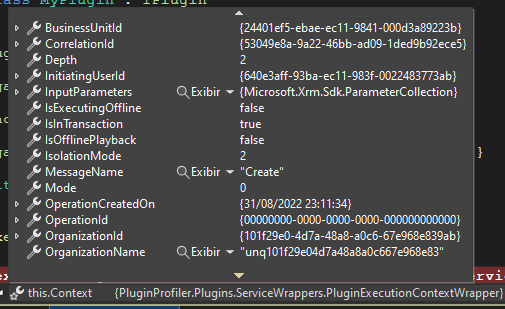 class MyPlugin : IPlugin
BusinessUnitId {24401ef5-ebae-ec11-9841-000d3a89223b}
CorrelationId {53049e8a-9a22-46bb-ad09-1ded9b92ece5}
Depth 2
InitiatingUserId {640e3aff-93ba-ec11-983f-0022483773ab}
InputParameters Exibir {Microsoft.Xrm.Sdk.ParameterCollection}
IsExecutingOffline false
IsInTransaction true
IsOfflinePlayback false
IsolationMode 2
MessageName Exibir "Create"
Mode 0
OperationCreatedOn {31/08/2022 23:11:34}
OperationId {00000000-0000-0000-0000-000000000000}
OrganizationId {101f29e0-4d7a-48a8-a0c6-67e968e839ab}
OrganizationName Exibir "unq101f29e04d7a48a8a0c667e968e83"
this.Context {PluginProfiler.Plugins.ServiceWrappers.PluginExecutionContextWrapper}